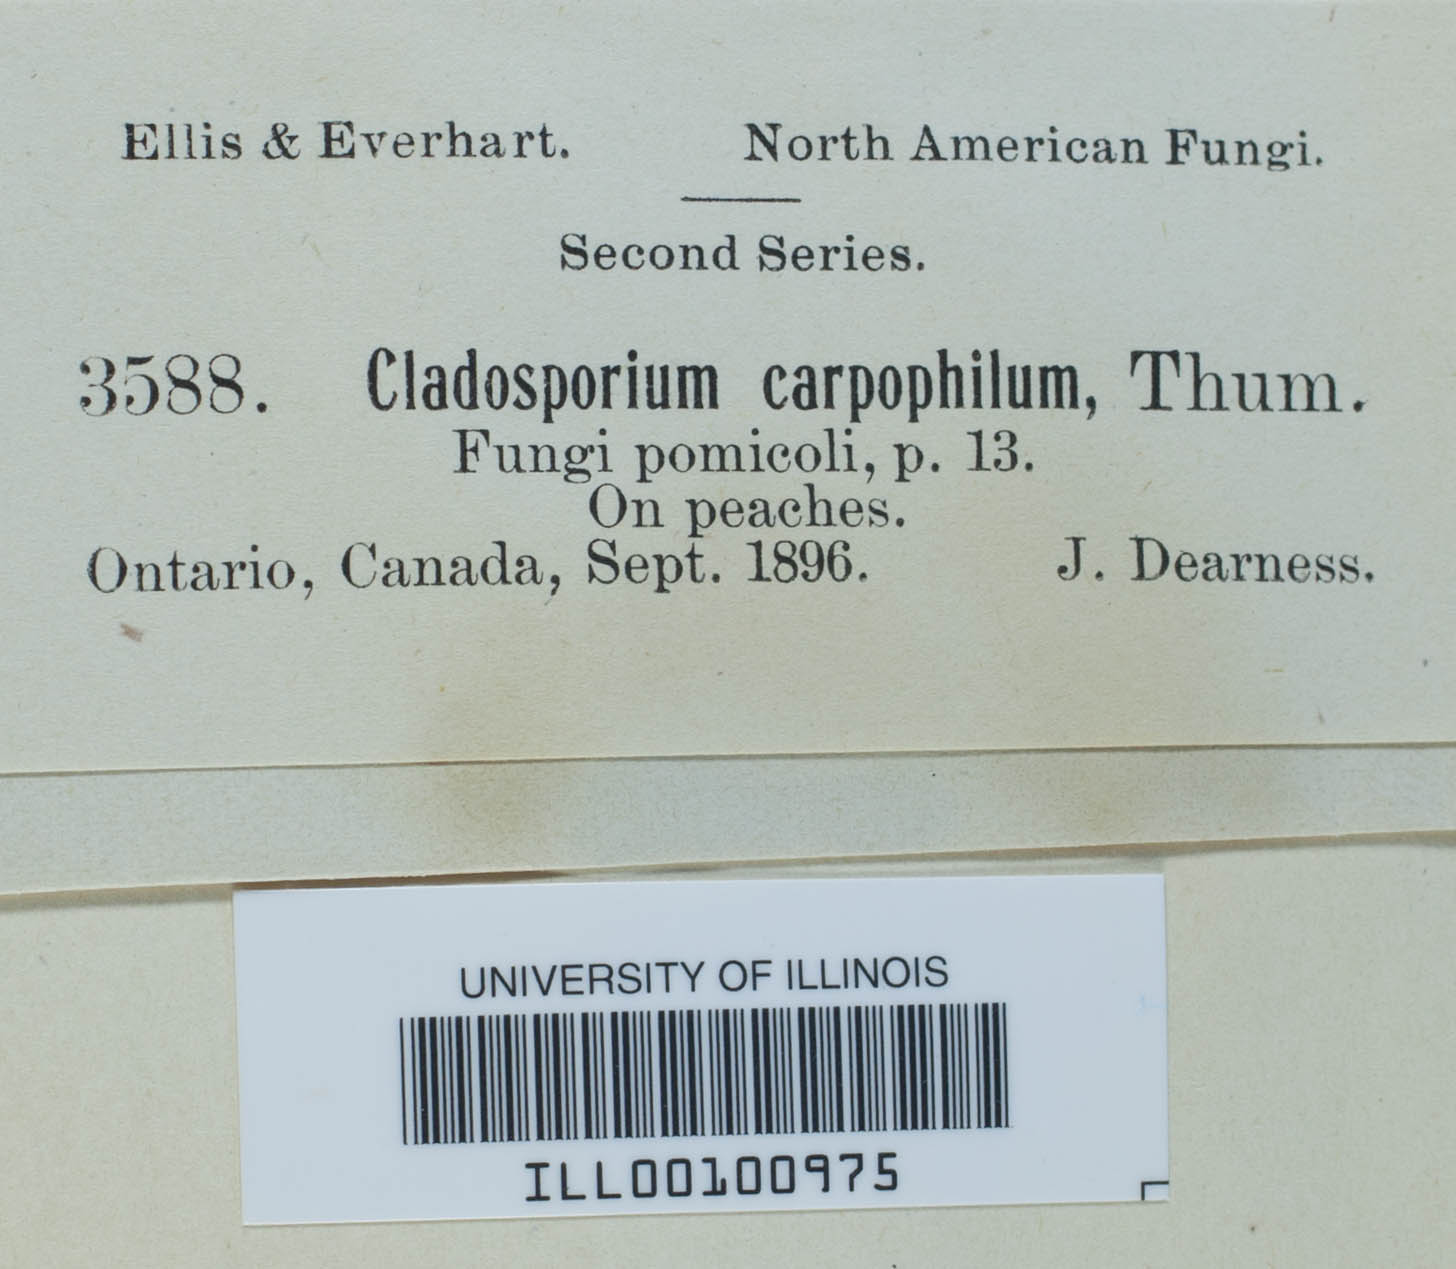 Ellis & Everhart. North American Fungi.
Second Series.
3588. Cladosporium carpophilum, Thum.
Fungi pomicoli, p. 13.
On peaches.
Ontario, Canada, Sept. 1896. J. Dearness.
UNIVERSITY OF ILLINOIS
ILL00100975